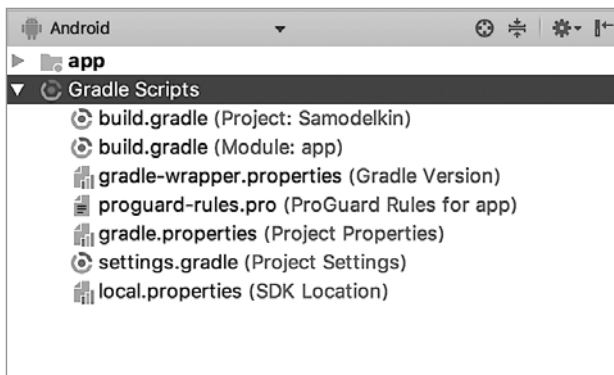 Android
app
Gradle Scripts
build.gradle (Project: Samodelkin)
build.gradle (Module: app)
gradle-wrapper.properties (Gradle Version)
proguard-rules.pro (ProGuard Rules for app)
gradle.properties (Project Properties)
settings.gradle (Project Settings)
local.properties (SDK Location)